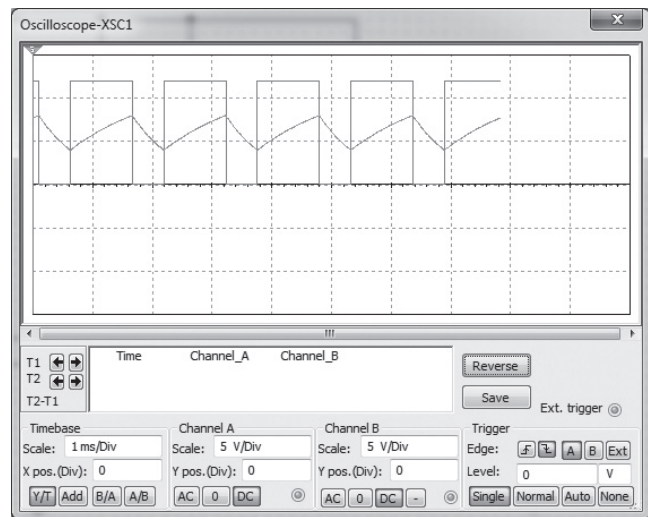 Oscilloscope-XSC1
x
Time Channel_A Channel_B
T1
T2
T2-T1
Reverse
Save
Ext. trigger
Timebase
Scale: 1 ms/Div
X pos.(Div): 0
Y/T Add B/A A/B
Channel A
Scale: 5 V/Div
Y pos.(Div): 0
AC 0 DC
Channel B
Scale: 5 V/Div
Y pos.(Div): 0
AC 0 DC -
Trigger
Edge: A B Ext
Level: 0 V
Single Normal Auto None